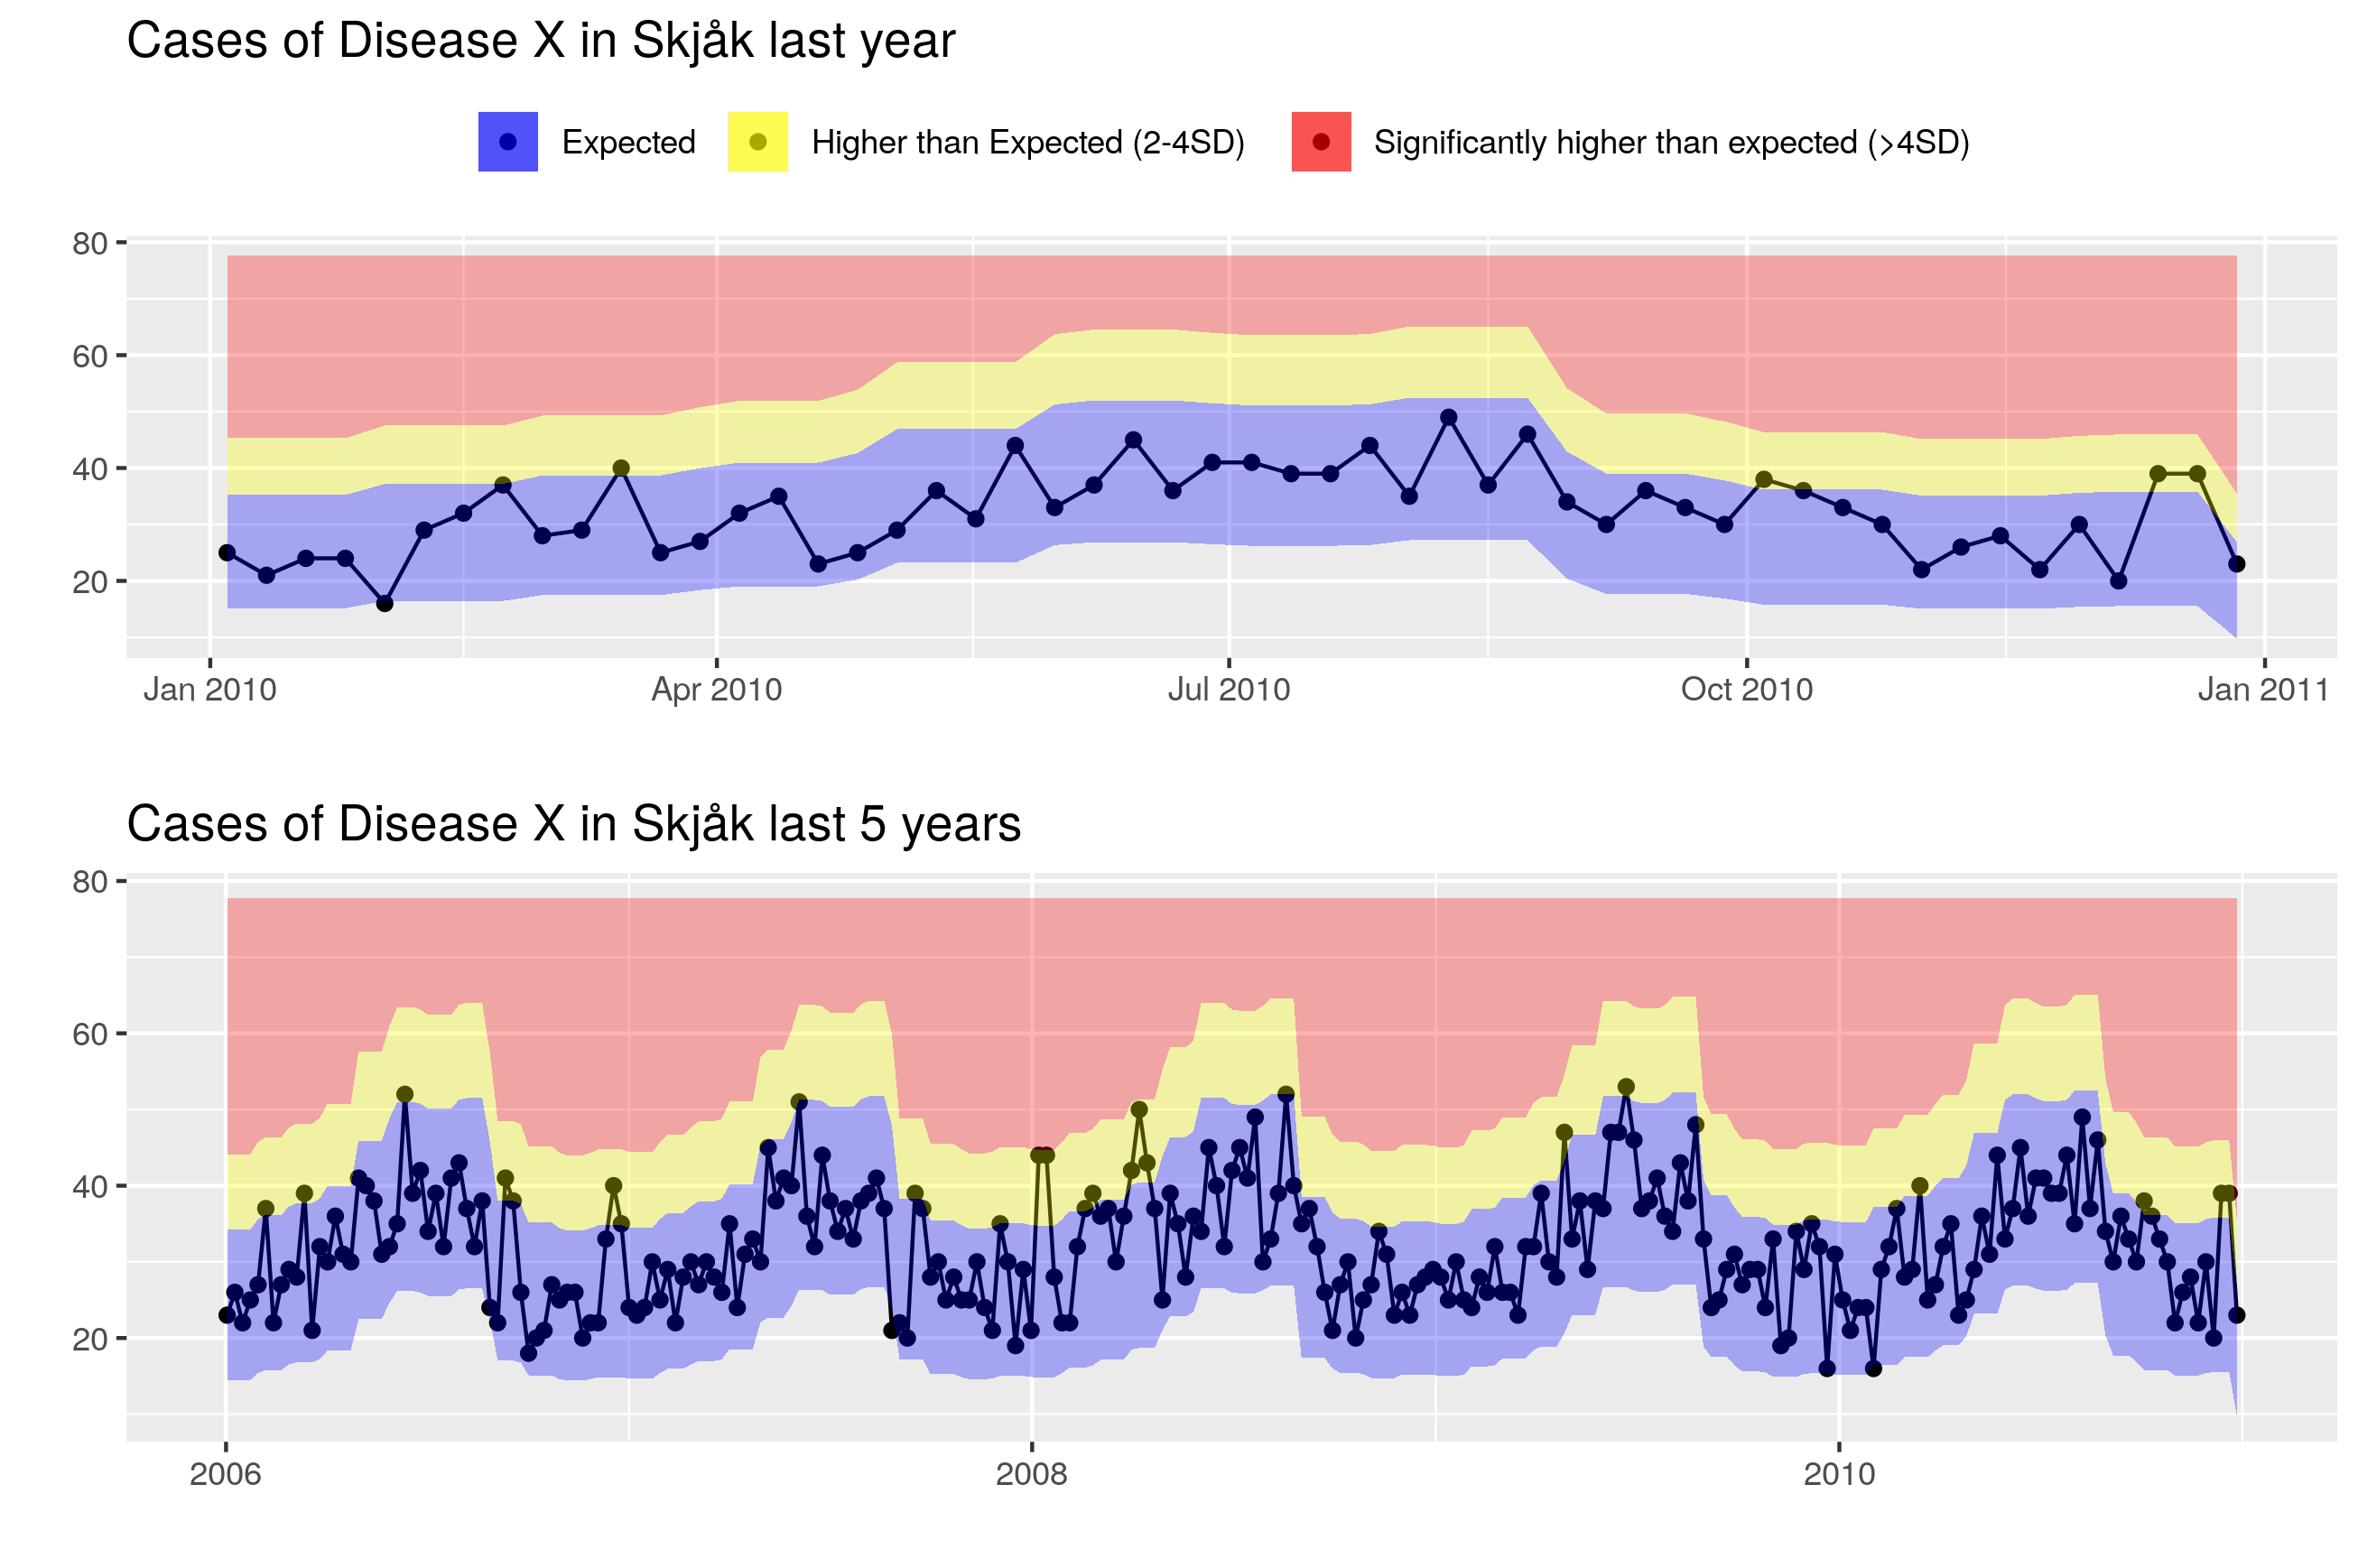 Cases of Disease X in Skjåk last year
Expected Higher than Expected (2-4SD) Significantly higher than expected (>4SD)
80
60
40
20
Jan 2010 Apr 2010 Jul 2010 Oct 2010 Jan 2011
Cases of Disease X in Skjåk last 5 years
80
60
40
20
2006 2008 2010